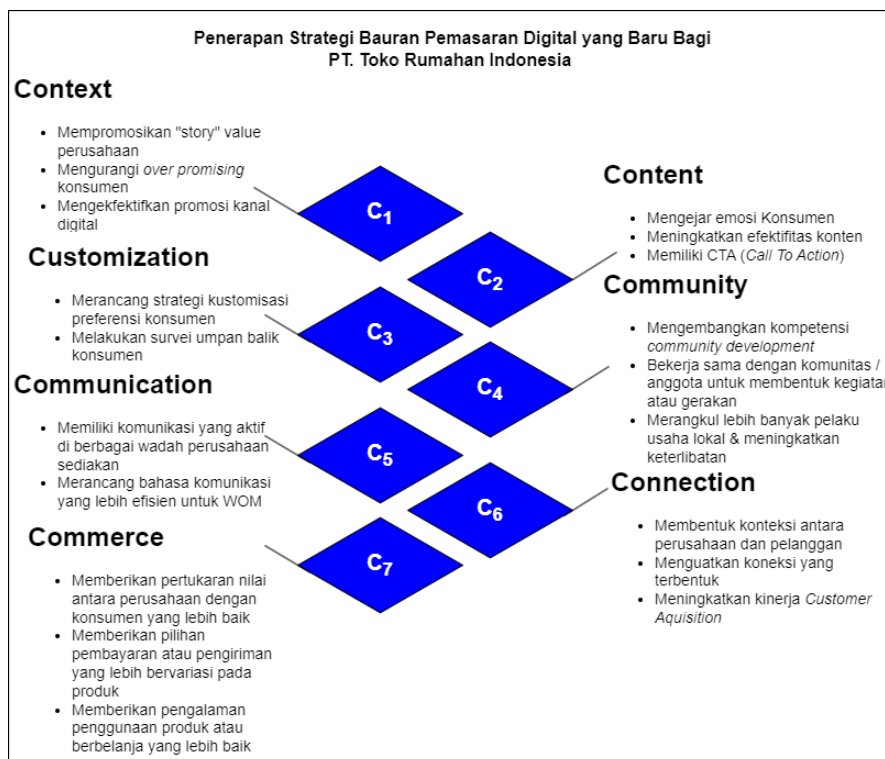 Penerapan Strategi Bauran Pemasaran Digital yang Baru Bagi
PT. Toko Rumahan Indonesia
Context
• Mempromosikan "story" value
perusahaan
• Mengurangi over promising
konsumen
• Mengekfektifkan promosi kanal
digital
C1
Content
• Mengejar emosi Konsumen
• Meningkatkan efektifitas konten
• Memiliki CTA (Call To Action)
C2
Customization
• Merancang strategi kustomisasi
preferensi konsumen
• Melakukan survei umpan balik
konsumen
C3
Community
• Mengembangkan kompetensi
community development
• Bekerja sama dengan komunitas /
anggota untuk membentuk kegiatan
atau gerakan
• Merangkul lebih banyak pelaku
usaha lokal & meningkatkan
keterlibatan
C4
Communication
• Memiliki komunikasi yang aktif
di berbagai wadah perusahaan
sediakan
• Merancang bahasa komunikasi
yang lebih efisien untuk WOM
C5
Connection
• Membentuk konteksi antara
perusahaan dan pelanggan
• Menguatkan koneksi yang
terbentuk
• Meningkatkan kinerja Customer
Aquisition
C6
Commerce
• Memberikan pertukaran nilai
antara perusahaan dengan
konsumen yang lebih baik
• Memberikan pilihan
pembayaran atau pengiriman
yang lebih bervariasi pada
produk
• Memberikan pengalaman
penggunaan produk atau
berbelanja yang lebih baik
C7